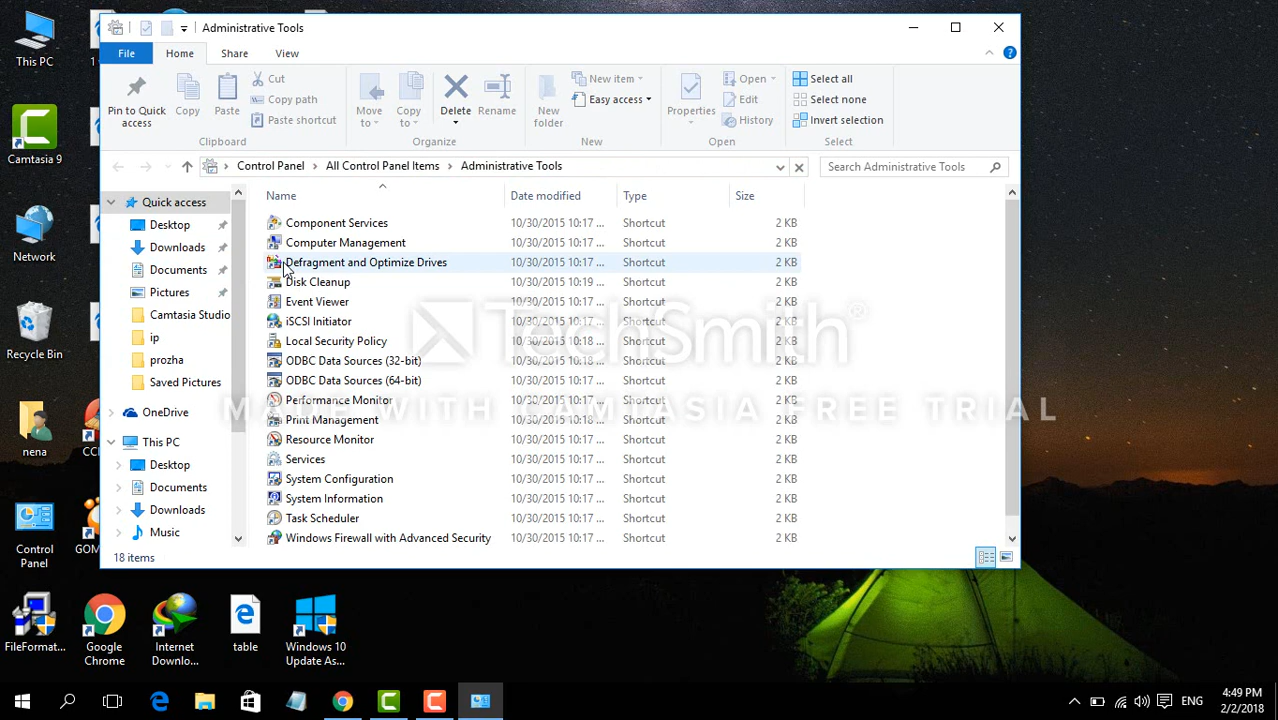 Administrative Tools
File Home Share View
Pin to Quick access
Copy
Paste
Cut
Copy path
Paste shortcut
Clipboard
Move to
Copy to
Delete
Rename
Organize
New folder
New item
Easy access
New
Properties
Open
Edit
History
Open
Select all
Select none
Invert selection
Select
Control Panel > All Control Panel Items > Administrative Tools
Search Administrative Tools
Quick access
Desktop
Downloads
Documents
Pictures
Camtasia Studio
ip
prozha
Saved Pictures
OneDrive
This PC
Desktop
Documents
Downloads
Music
Name Date modified Type Size
Component Services 10/30/2015 10:17 ... Shortcut 2 KB
Computer Management 10/30/2015 10:17 ... Shortcut 2 KB
Defragment and Optimize Drives 10/30/2015 10:17 ... Shortcut 2 KB
Disk Cleanup 10/30/2015 10:19 ... Shortcut 2 KB
Event Viewer 10/30/2015 10:17 ... Shortcut 2 KB
iSCSI Initiator 10/30/2015 10:17 ... Shortcut 2 KB
Local Security Policy 10/30/2015 10:18 ... Shortcut 2 KB
ODBC Data Sources (32-bit) 10/30/2015 10:18 ... Shortcut 2 KB
ODBC Data Sources (64-bit) 10/30/2015 10:17 ... Shortcut 2 KB
Performance Monitor 10/30/2015 10:17 ... Shortcut 2 KB
Print Management 10/30/2015 10:18 ... Shortcut 2 KB
Resource Monitor 10/30/2015 10:17 ... Shortcut 2 KB
Services 10/30/2015 10:17 ... Shortcut 2 KB
System Configuration 10/30/2015 10:17 ... Shortcut 2 KB
System Information 10/30/2015 10:17 ... Shortcut 2 KB
Task Scheduler 10/30/2015 10:17 ... Shortcut 2 KB
Windows Firewall with Advanced Security 10/30/2015 10:17 ... Shortcut 2 KB
18 items
TechSmith®
MADE WITH CAMTASIA FREE TRIAL
This PC
Camtasia 9
Network
Recycle Bin
nena
Control Panel
GOM
FileFormat...
Google Chrome
Internet Downlo...
table
Windows 10 Update As...
ENG
4:49 PM
2/2/2018